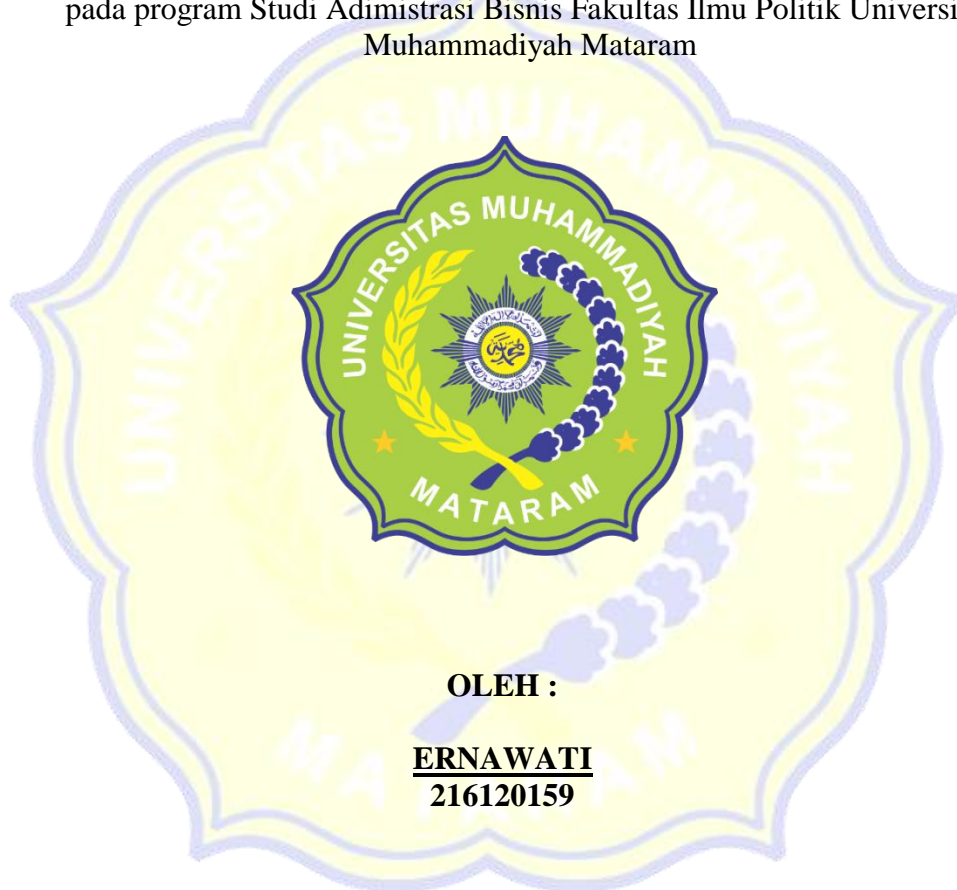 pada program Studi Adimistrasi Bisnis Fakultas Ilmu Politik Universi
Muhammadiyah Mataram
UNIVERSITAS MUHAMMADIYAH
MATARAM
OLEH :
ERNAWATI
216120159